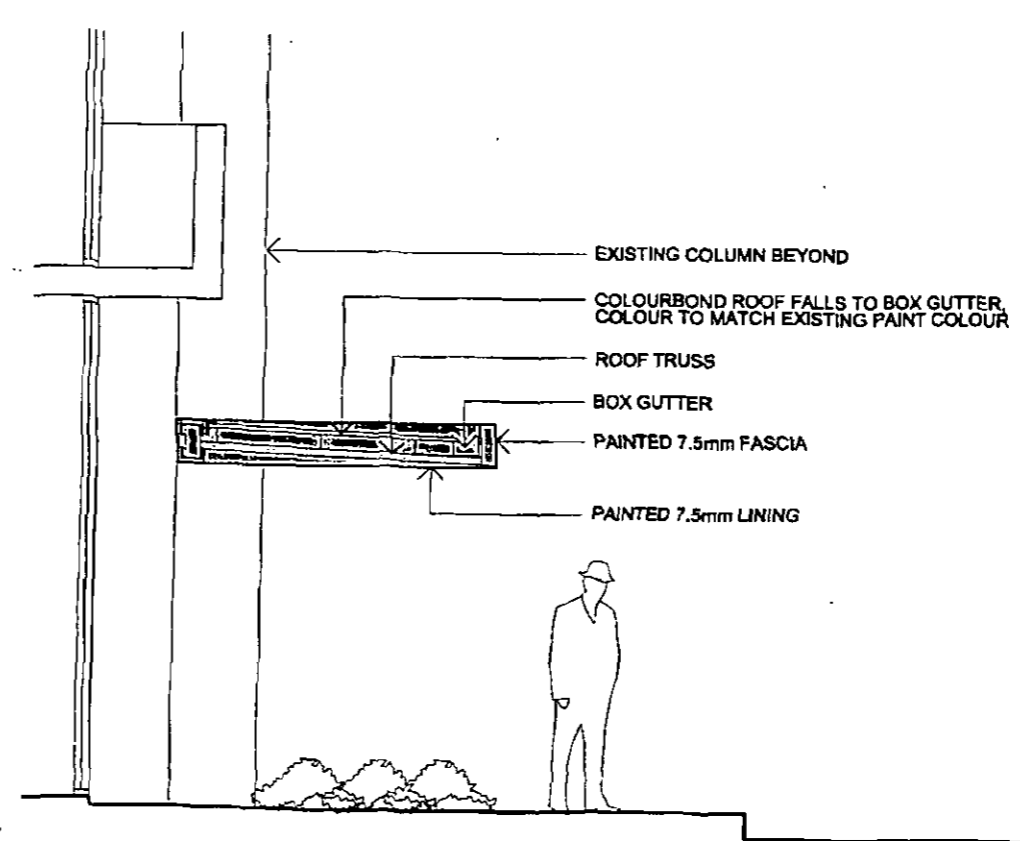 EXISTING COLUMN BEYOND
COLOURBOND ROOF FALLS TO BOX GUTTER,
COLOUR TO MATCH EXISTING PAINT COLOUR
ROOF TRUSS
BOX GUTTER
PAINTED 7.5mm FASCIA
PAINTED 7.5mm LINING